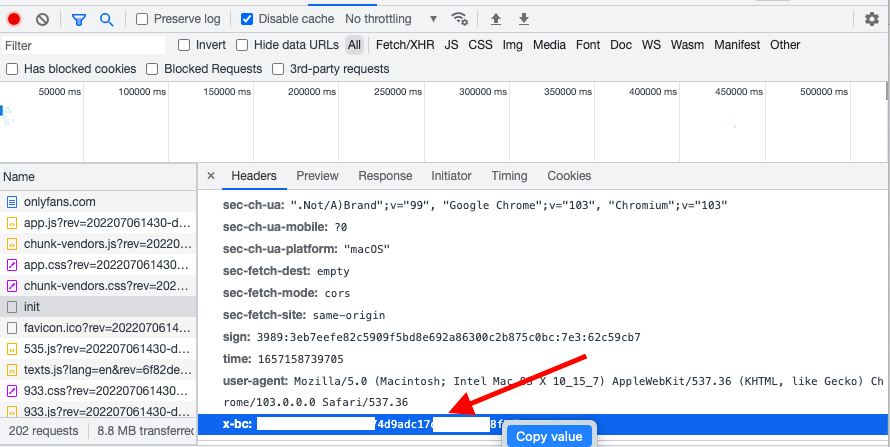 Preserve log Disable cache No throttling
Filter Invert Hide data URLs All Fetch/XHR JS CSS Img Media Font Doc WS Wasm Manifest Other
Has blocked cookies Blocked Requests 3rd-party requests
50000 ms 100000 ms 150000 ms 200000 ms 250000 ms 300000 ms 350000 ms 400000 ms 450000 ms 500000 ms
Name
onlyfans.com
app.js?rev=202207061430-d…
chunk-vendors.js?rev=20220…
app.css?rev=202207061430…
chunk-vendors.css?rev=202…
init
favicon.ico?rev=2022070614…
535.js?rev=202207061430-d…
texts.js?lang=en&rev=6f82de…
933.css?rev=202207061430…
933.js?rev=202207061430-d…
202 requests 8.8 MB transferred
× Headers Preview Response Initiator Timing Cookies
sec-ch-ua: ".Not/A)Brand";v="99", "Google Chrome";v="103", "Chromium";v="103"
sec-ch-ua-mobile: ?0
sec-ch-ua-platform: "macOS"
sec-fetch-dest: empty
sec-fetch-mode: cors
sec-fetch-site: same-origin
sign: 3989:3eb7eefe82c5909f5bd8e692a86300c2b875c0bc:7e3:62c59cb7
time: 1657158739705
user-agent: Mozilla/5.0 (Macintosh; Intel Mac OS X 10_15_7) AppleWebKit/537.36 (KHTML, like Gecko) Ch
rome/103.0.0.0 Safari/537.36
x-bc: 74d9adc17
Copy value